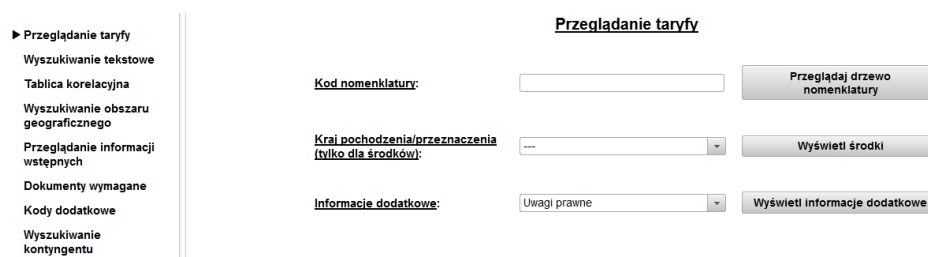 Przeglądanie taryfy
Wyszukiwanie tekstowe
Tablica korelacyjna
Wyszukiwanie obszaru
geograficznego
Przeglądanie informacji
wstępnych
Dokumenty wymagane
Kody dodatkowe
Wyszukiwanie
kontyngentu
Przeglądanie taryfy
Kod nomenklatury:
Przeglądaj drzewo
nomenklatury
Kraj pochodzenia/przeznaczenia
(tylko dla środków):
---
Wyświetl środki
Informacje dodatkowe:
Uwagi prawne
Wyświetl informacje dodatkowe